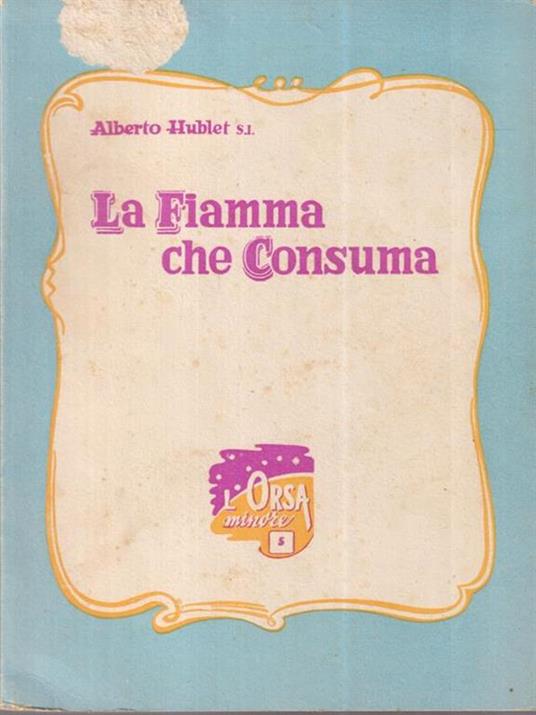 Alberto Hublet S.I.
La Fiamma
che Consuma
L'ORSA
minore
5